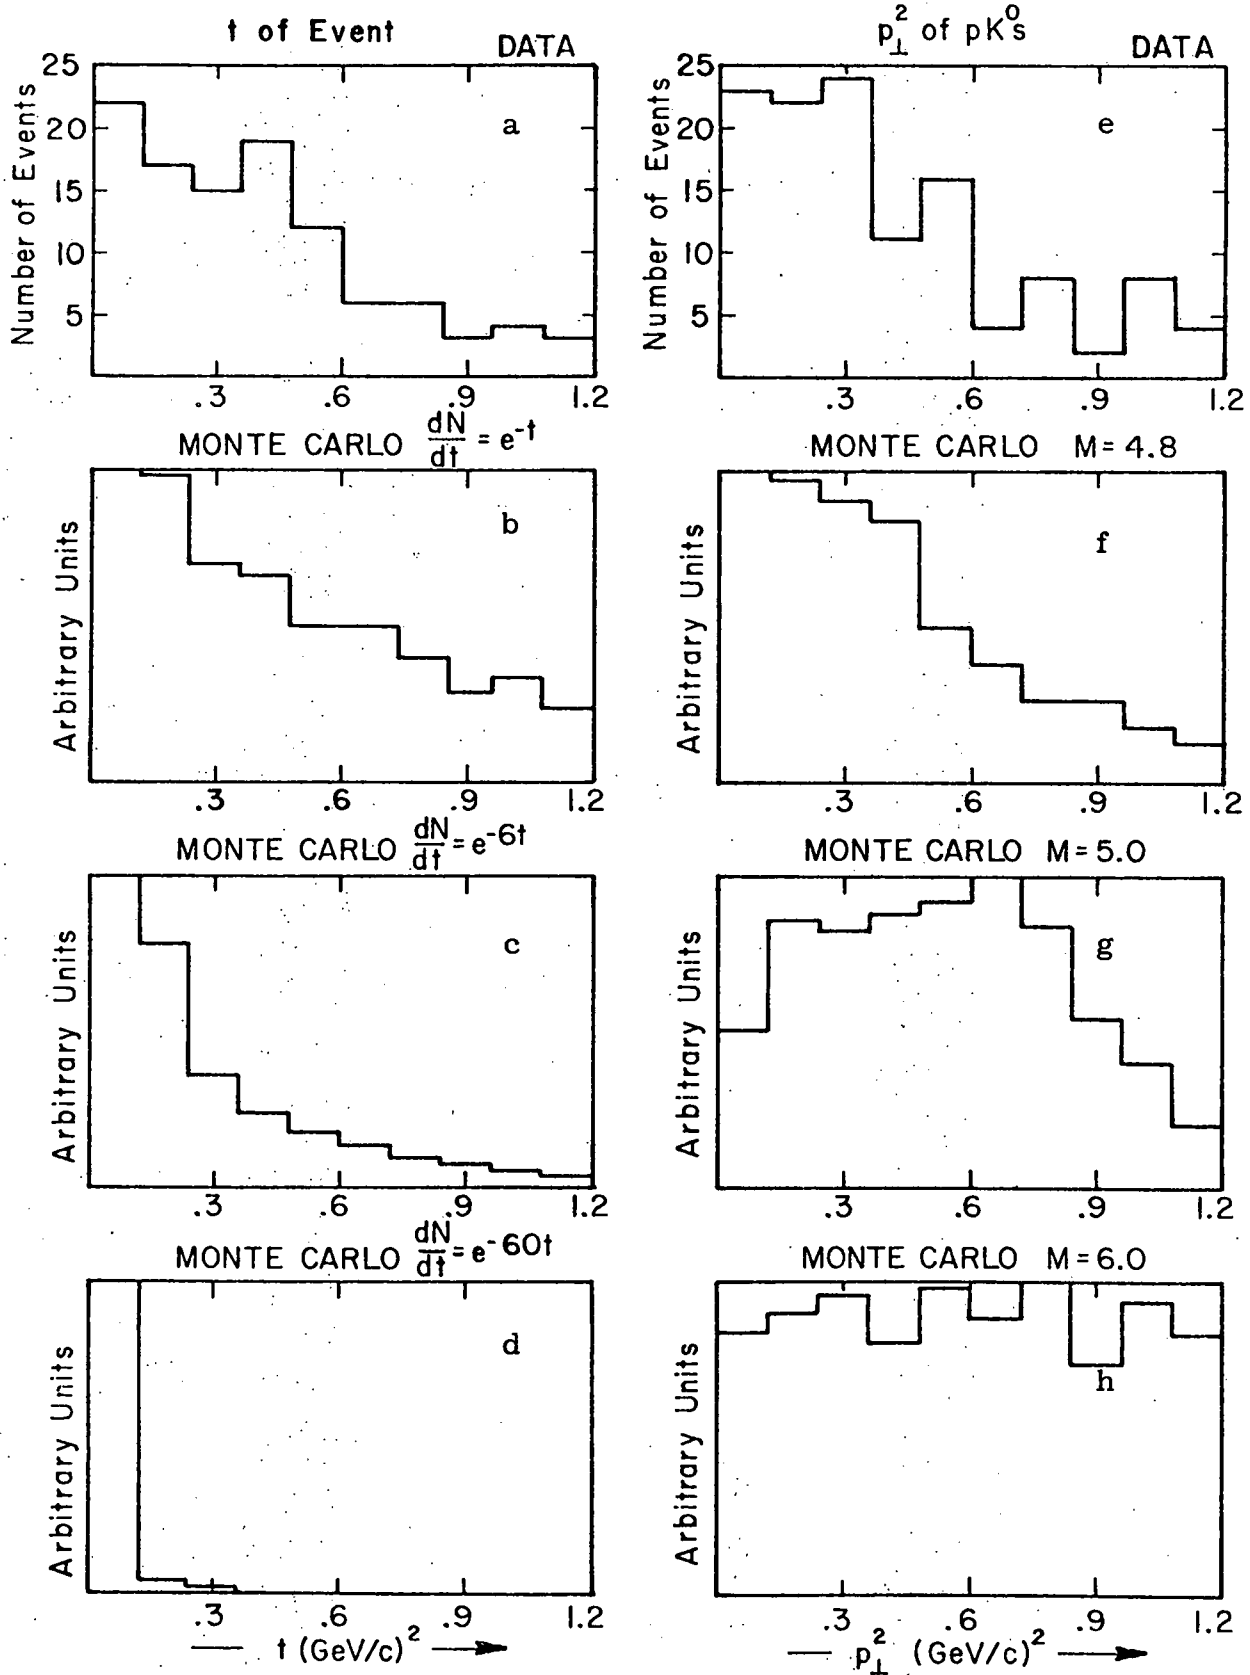 t of Event DATA
25
20
15
10
5
Number of Events
a
.3 .6 .9 1.2
MONTE CARLO dN/dt = e^-t
Arbitrary Units
b
.3 .6 .9 1.2
MONTE CARLO dN/dt = e^-6t
Arbitrary Units
c
.3 .6 .9 1.2
MONTE CARLO dN/dt = e^-60t
Arbitrary Units
d
.3 .6 .9 1.2
t (GeV/c)^2
p⊥^2 of pK^0s DATA
25
20
15
10
5
Number of Events
e
.3 .6 .9 1.2
MONTE CARLO M = 4.8
Arbitrary Units
f
.3 .6 .9 1.2
MONTE CARLO M = 5.0
Arbitrary Units
g
.3 .6 .9 1.2
MONTE CARLO M = 6.0
Arbitrary Units
h
.3 .6 .9 1.2
p⊥^2 (GeV/c)^2